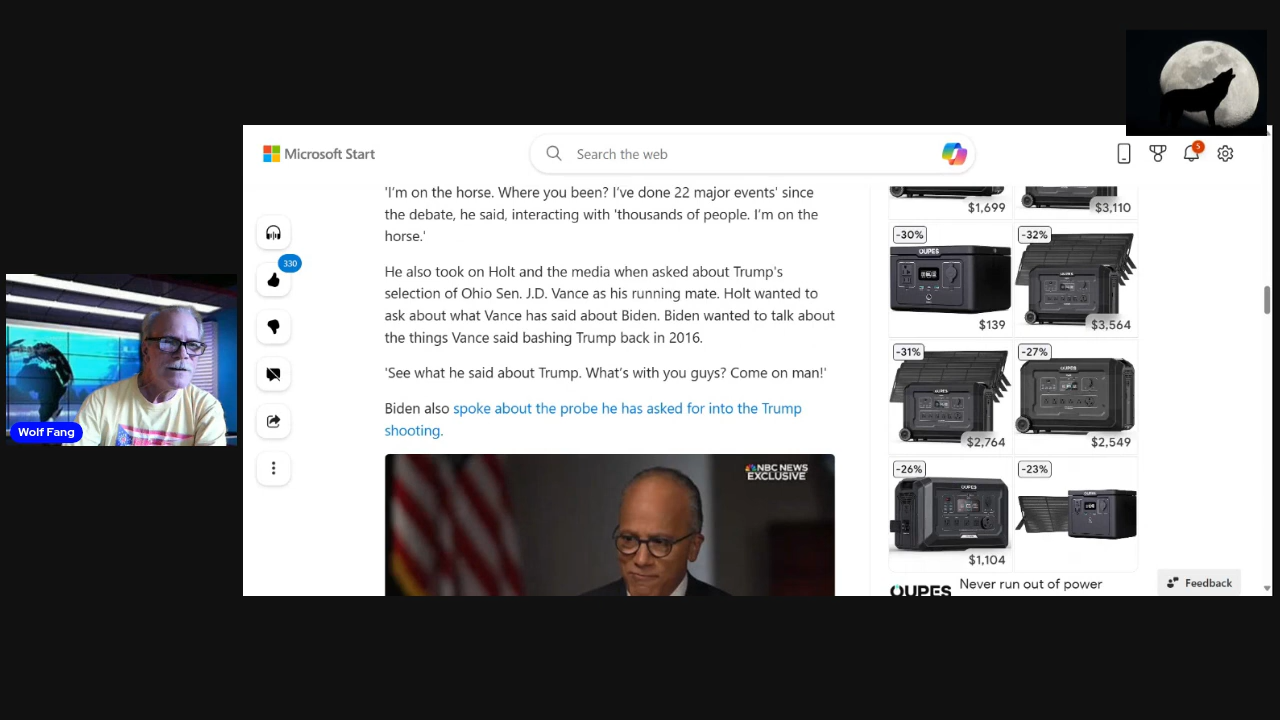 Microsoft Start
Search the web
5
'I'm on the horse. Where you been? I've done 22 major events' since
the debate, he said, interacting with 'thousands of people. I'm on the
horse.'
330
He also took on Holt and the media when asked about Trump's
selection of Ohio Sen. J.D. Vance as his running mate. Holt wanted to
ask about what Vance has said about Biden. Biden wanted to talk about
the things Vance said bashing Trump back in 2016.
'See what he said about Trump. What's with you guys? Come on man!'
Biden also spoke about the probe he has asked for into the Trump
shooting.
NBC NEWS
EXCLUSIVE
Wolf Fang
$1,699
$3,110
-30%
OUPES
$139
-32%
$3,564
-31%
$2,764
-27%
$2,549
-26%
OUPES
$1,104
-23%
OUPES
Never run out of power
Feedback